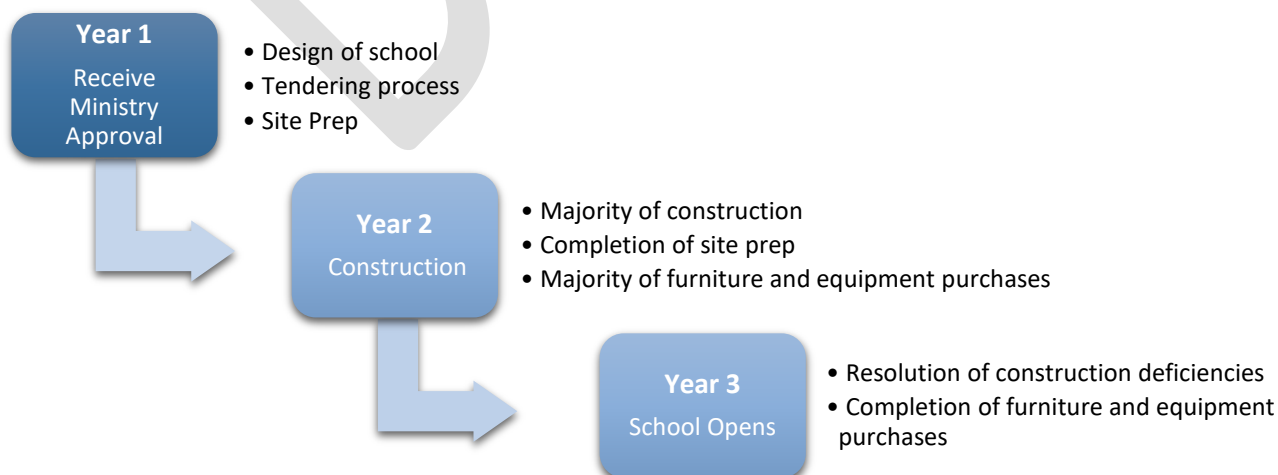 Year 1
Receive
Ministry
Approval
• Design of school
• Tendering process
• Site Prep
Year 2
Construction
• Majority of construction
• Completion of site prep
• Majority of furniture and equipment purchases
Year 3
School Opens
• Resolution of construction deficiencies
• Completion of furniture and equipment
purchases